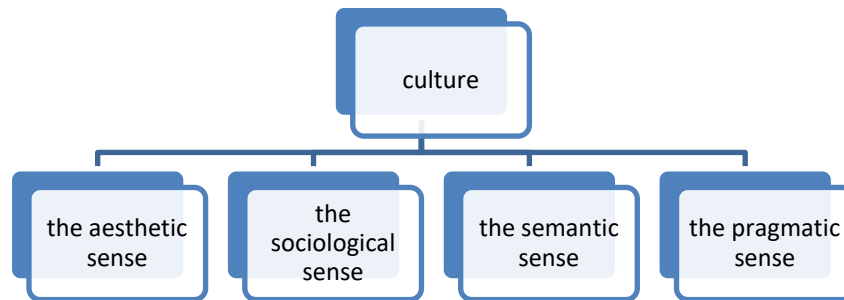 culture
the aesthetic
sense
the
sociological
sense
the semantic
sense
the pragmatic
sense